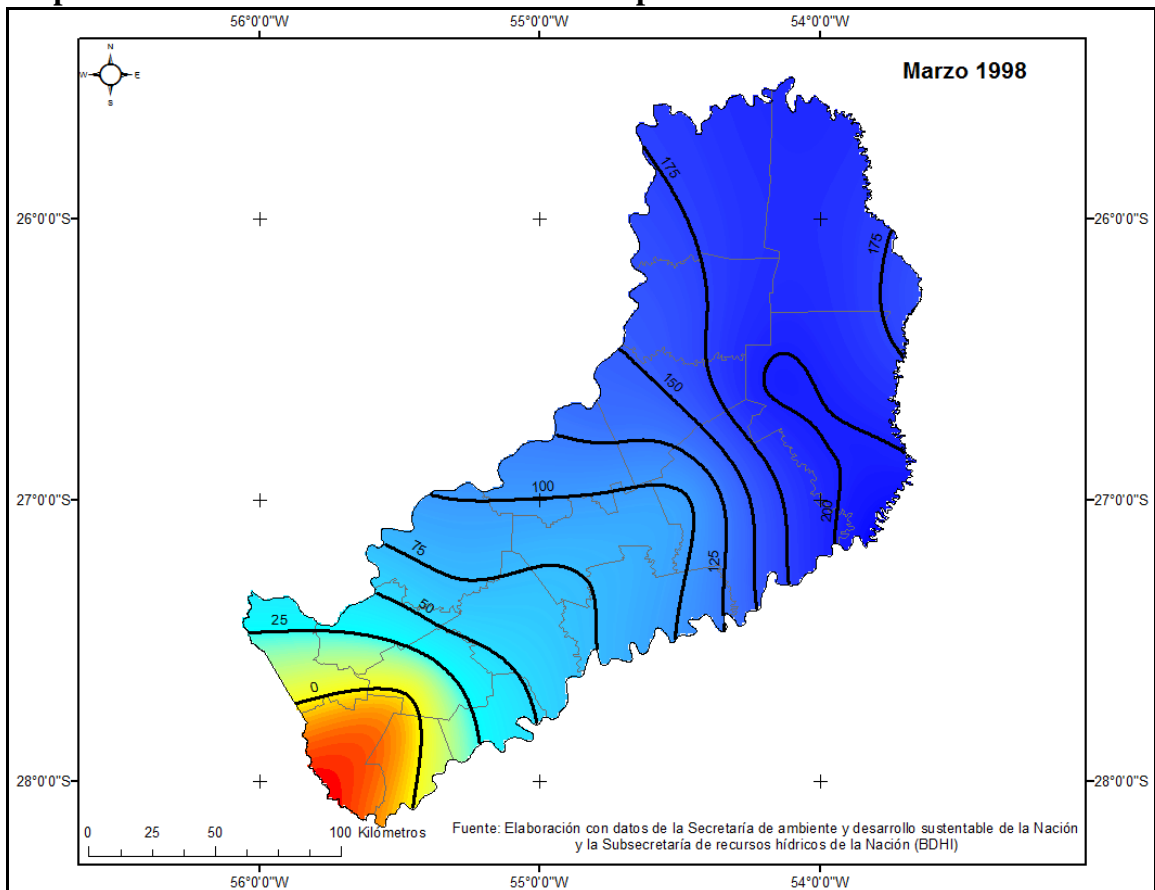 56°0'0"W 55°0'0"W 54°0'0"W
N
W E
S
Marzo 1998
175
26°0'0"S 26°0'0"S
175
150
200
27°0'0"S 27°0'0"S
100
125
75
50
25
0
28°0'0"S 28°0'0"S
0 25 50 100 Kilómetros
Fuente: Elaboración con datos de la Secretaría de ambiente y desarrollo sustentable de la Nación
y la Subsecretaría de recursos hídricos de la Nación (BDHI)
56°0'0"W 55°0'0"W 54°0'0"W